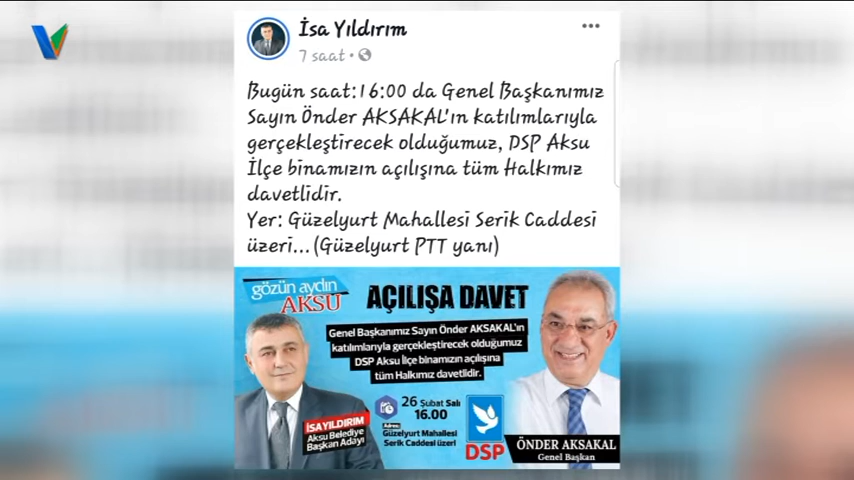 İsa Yıldırım
7 saat
Bugün saat:16:00 da Genel Başkanımız
Sayın Önder AKSAKAL'ın katılımlarıyla
gerçekleştirecek olduğumuz, DSP Aksu
İlçe binamızın açılışına tüm Halkımız
davetlidir.
Yer: Güzelyurt Mahallesi Serik Caddesi
üzeri...(Güzelyurt PTT yanı)
gözün aydın
AKSU
AÇILIŞA DAVET
Genel Başkanımız Sayın Önder AKSAKAL'ın
katılımlarıyla gerçekleştirecek olduğumuz
DSP Aksu İlçe binamızın açılışına
tüm Halkımız davetlidir.
İSA YILDIRIM
Aksu Belediye
Başkan Adayı
26 Şubat Salı
16.00
Adres:
Güzelyurt Mahallesi
Serik Caddesi üzeri
DSP
ÖNDER AKSAKAL
Genel Başkan